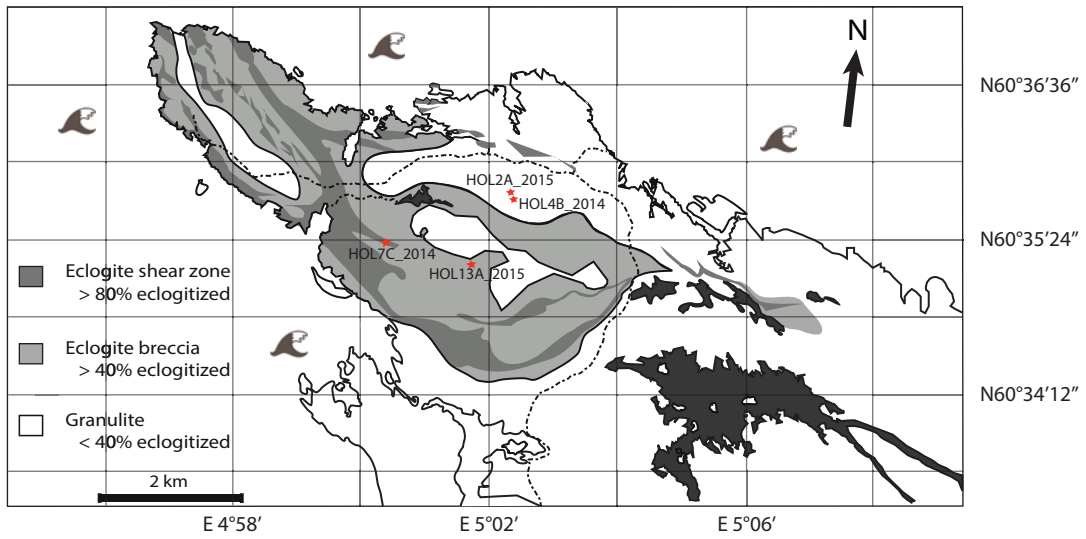 N
N60°36′36″
HOL2A_2015
HOL4B_2014
N60°35′24″
HOL7C_2014
HOL13A_2015
Eclogite shear zone
> 80% eclogitized
Eclogite breccia
> 40% eclogitized
N60°34′12″
Granulite
< 40% eclogitized
2 km
E 4°58′
E 5°02′
E 5°06′